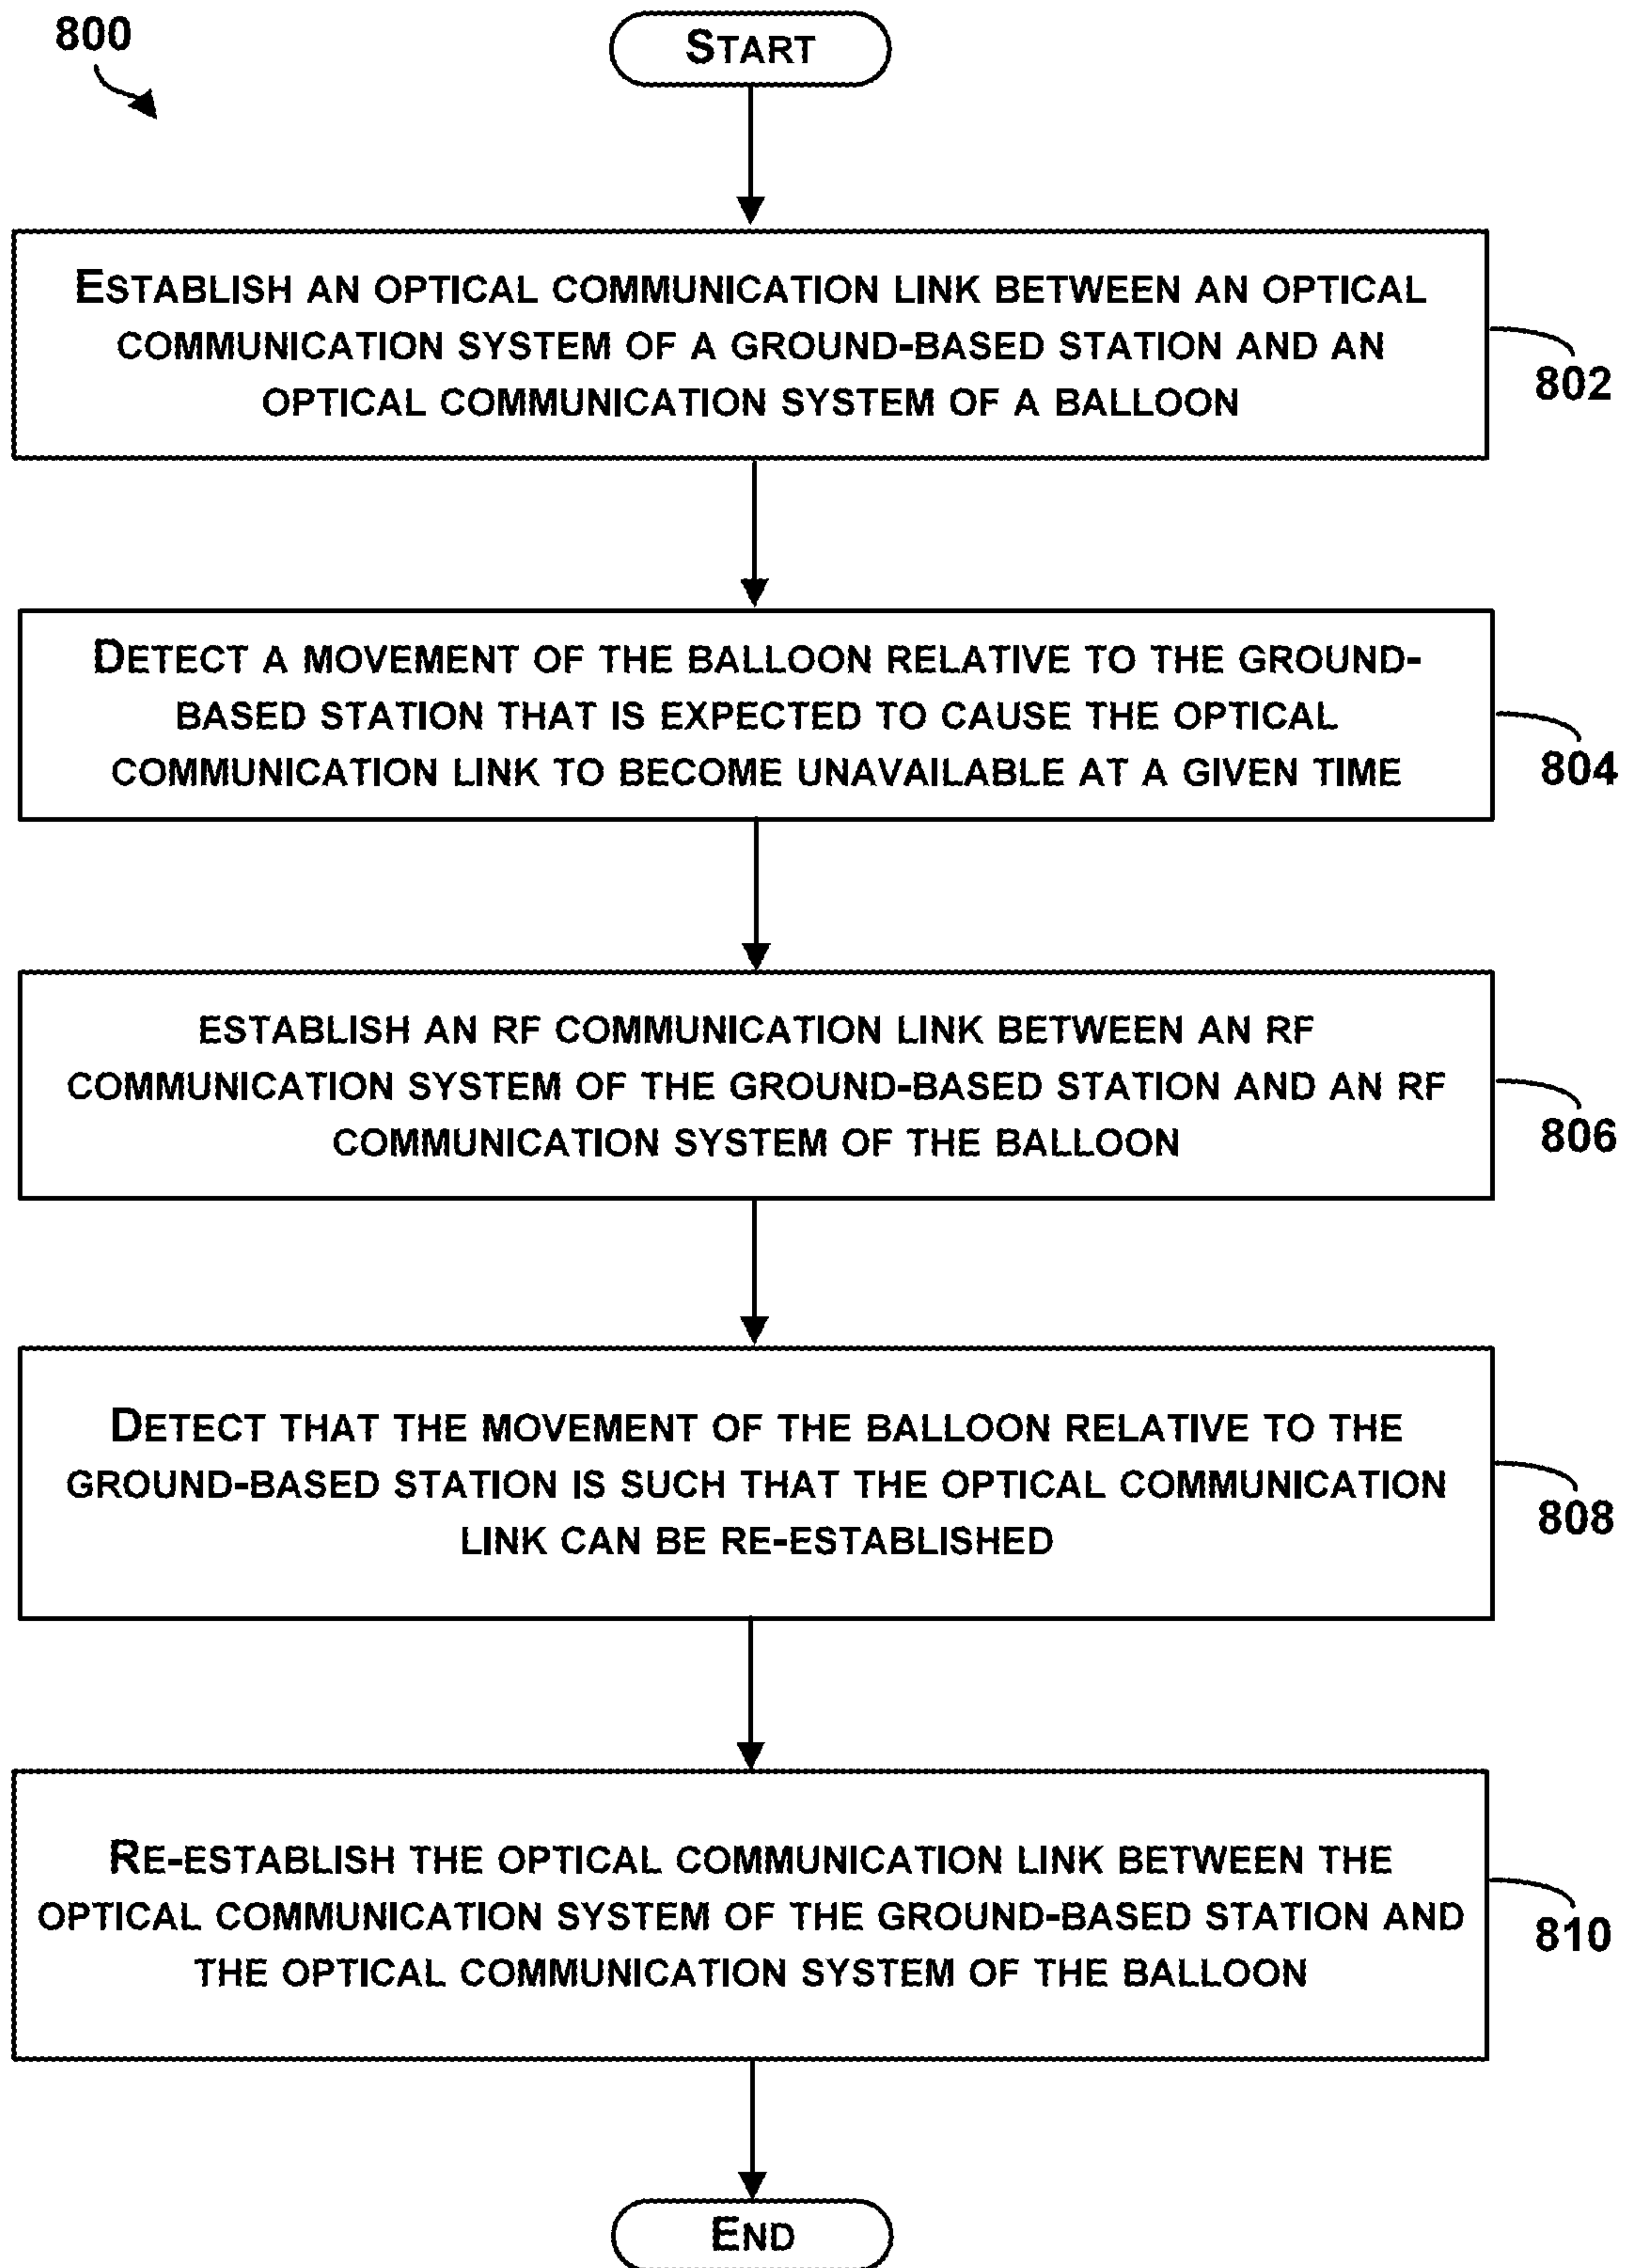 800
START
ESTABLISH AN OPTICAL COMMUNICATION LINK BETWEEN AN OPTICAL
COMMUNICATION SYSTEM OF A GROUND-BASED STATION AND AN
OPTICAL COMMUNICATION SYSTEM OF A BALLOON
802
DETECT A MOVEMENT OF THE BALLOON RELATIVE TO THE GROUND-
BASED STATION THAT IS EXPECTED TO CAUSE THE OPTICAL
COMMUNICATION LINK TO BECOME UNAVAILABLE AT A GIVEN TIME
804
ESTABLISH AN RF COMMUNICATION LINK BETWEEN AN RF
COMMUNICATION SYSTEM OF THE GROUND-BASED STATION AND AN RF
COMMUNICATION SYSTEM OF THE BALLOON
806
DETECT THAT THE MOVEMENT OF THE BALLOON RELATIVE TO THE
GROUND-BASED STATION IS SUCH THAT THE OPTICAL COMMUNICATION
LINK CAN BE RE-ESTABLISHED
808
RE-ESTABLISH THE OPTICAL COMMUNICATION LINK BETWEEN THE
OPTICAL COMMUNICATION SYSTEM OF THE GROUND-BASED STATION AND
THE OPTICAL COMMUNICATION SYSTEM OF THE BALLOON
810
END